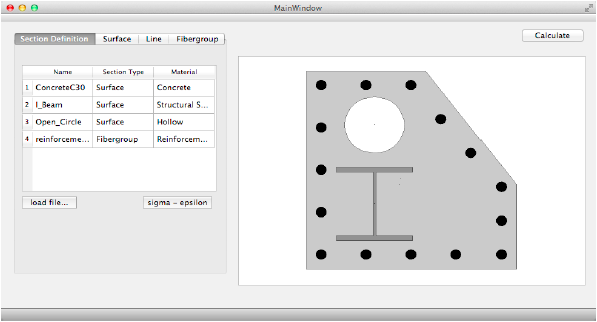 MainWindow
Calculate
Section Definition Surface Line Fibergroup
Name Section Type Material
1 ConcreteC30 Surface Concrete
2 I_Beam Surface Structural S...
3 Open_Circle Surface Hollow
4 reinforceme... Fibergroup Reinforcem...
load file... sigma - epsilon